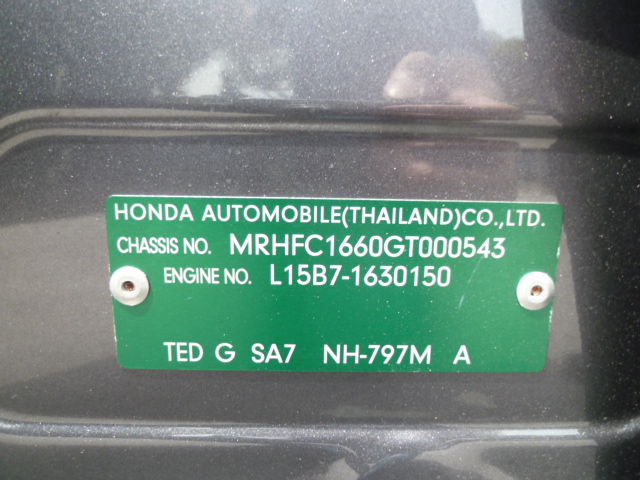 HONDA AUTOMOBILE(THAILAND)CO.,LTD.
CHASSIS NO. MRHFC1660GT000543
ENGINE NO. L15B7-1630150
TED G SA7 NH-797M A